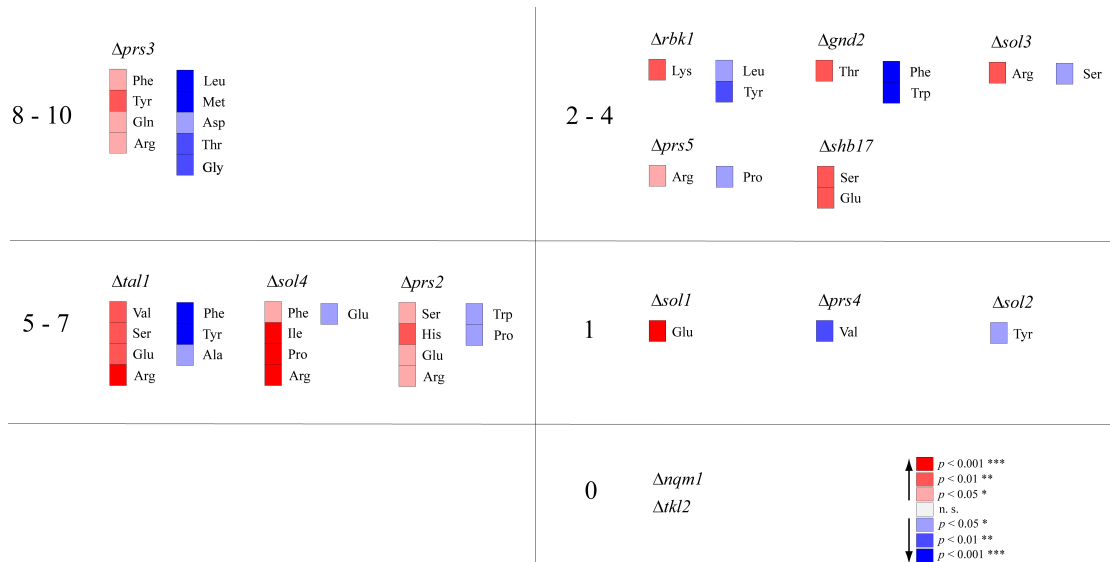 8 - 10
Δprs3
Phe
Tyr
Gln
Arg
Leu
Met
Asp
Thr
Gly
2 - 4
Δrbk1
Lys
Leu
Tyr
Δgnd2
Thr
Phe
Trp
Δsol3
Arg
Ser
Δprs5
Arg
Pro
Δshb17
Ser
Glu
5 - 7
Δtal1
Val
Ser
Glu
Arg
Phe
Tyr
Ala
Δsol4
Phe
Ile
Pro
Arg
Glu
Δprs2
Ser
His
Glu
Arg
Trp
Pro
1
Δsol1
Glu
Δprs4
Val
Δsol2
Tyr
0
Δnqm1
Δtkl2
p < 0.001 ***
p < 0.01 **
p < 0.05 *
n. s.
p < 0.05 *
p < 0.01 **
p < 0.001 ***